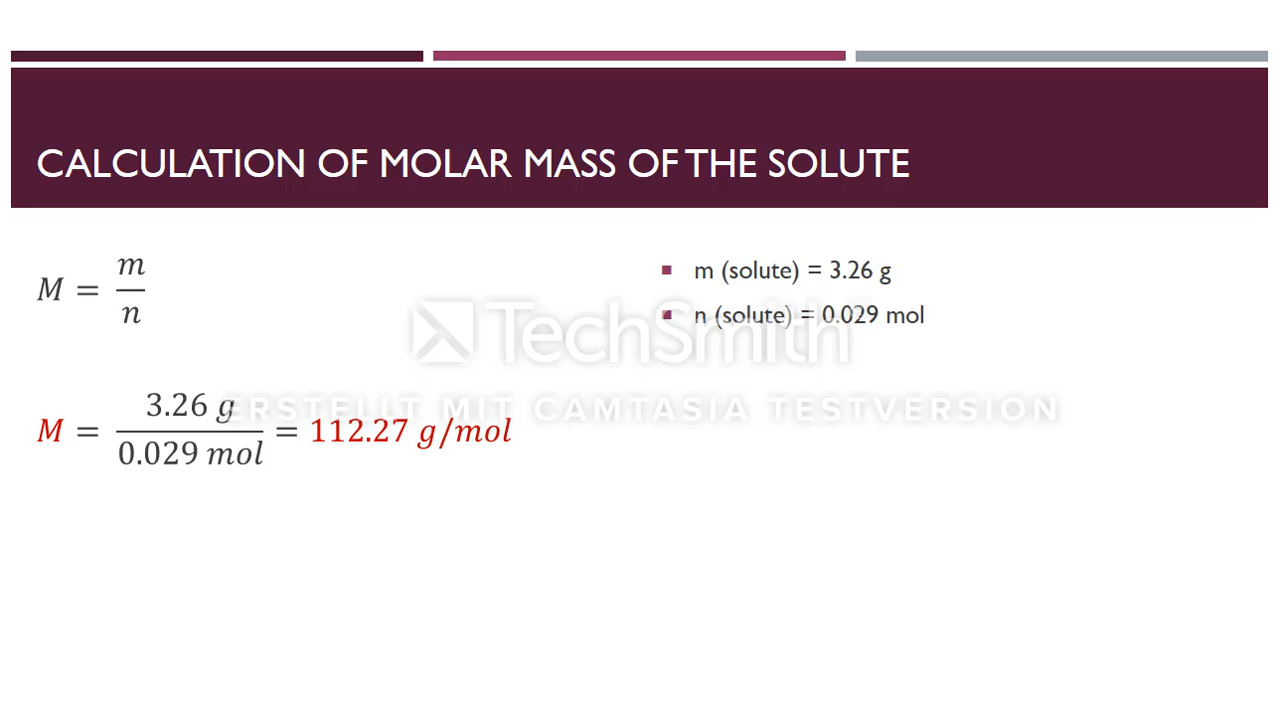 CALCULATION OF MOLAR MASS OF THE SOLUTE
M = m/n
m (solute) = 3.26 g
n (solute) = 0.029 mol
TechSmith
ERSTELLT MIT CAMTASIA TESTVERSION
M = 3.26 g/0.029 mol = 112.27 g/mol